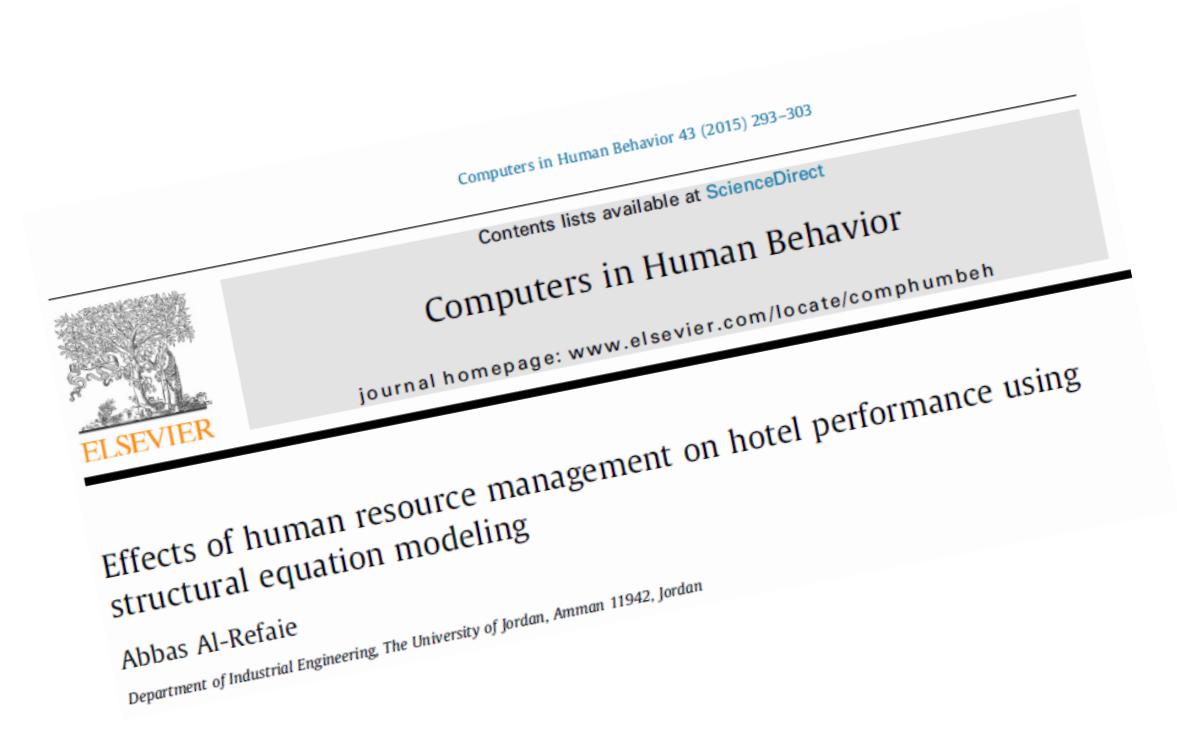 Computers in Human Behavior 43 (2015) 293–303
Contents lists available at ScienceDirect
Computers in Human Behavior
journal homepage: www.elsevier.com/locate/comphumbeh
ELSEVIER
Effects of human resource management on hotel performance using
structural equation modeling
Abbas Al-Refaie
Department of Industrial Engineering, The University of Jordan, Amman 11942, Jordan